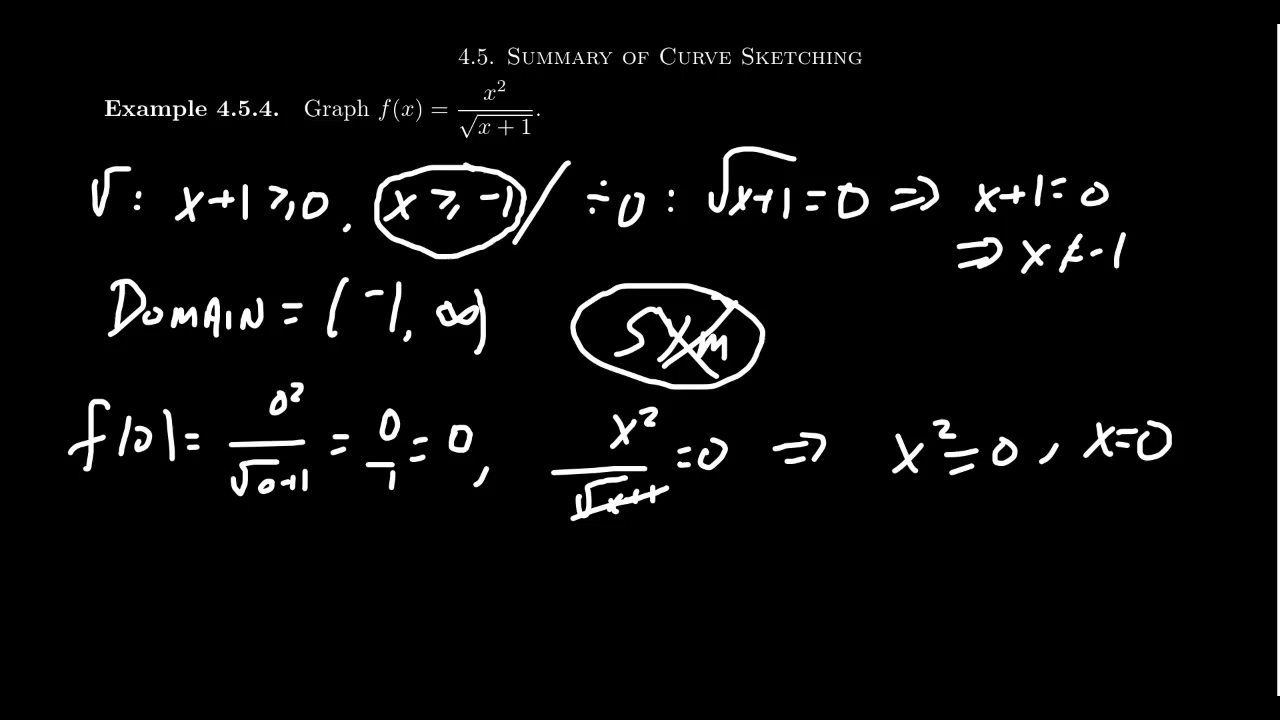 4.5. SUMMARY OF CURVE SKETCHING
Example 4.5.4. Graph f(x) = x²/√(x + 1).
√ : x+1 ≥ 0, x ≥ -1 / ÷0 : √(x+1) = 0 ⇒ x+1 = 0
⇒ x ≠ -1
DOMAIN = (-1, ∞)
SYM
f(0) = 0²/√(0+1) = 0/1 = 0, x²/√(x+1) = 0 ⇒ x² = 0, x = 0